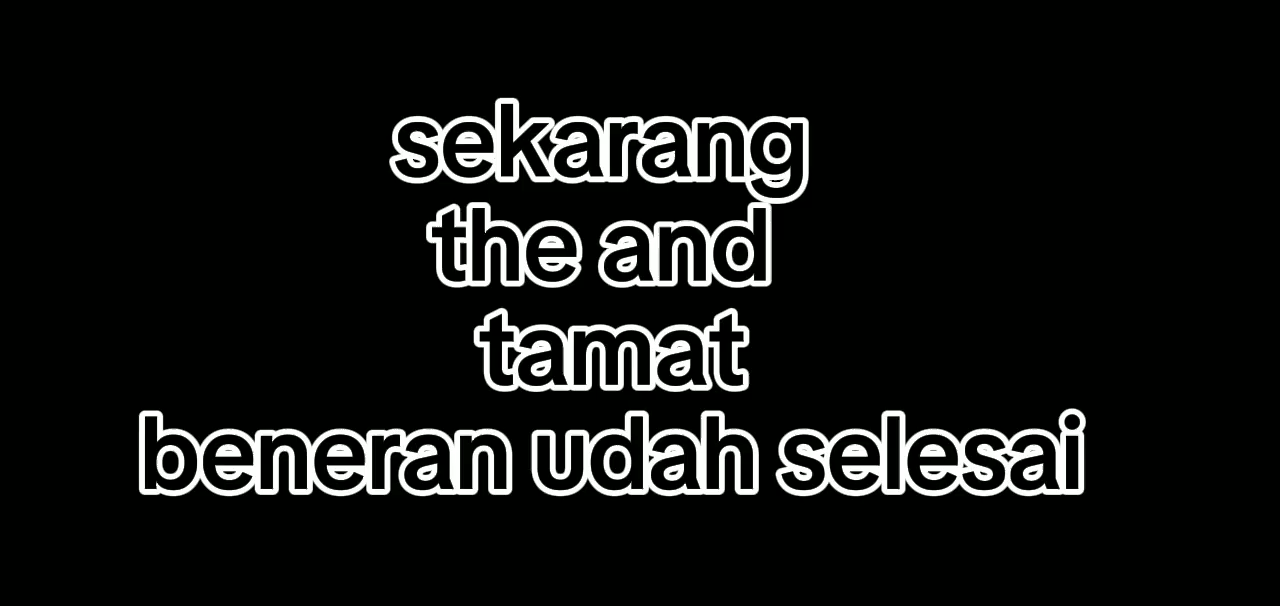 sekarang
the and
tamat
beneran udah selesai